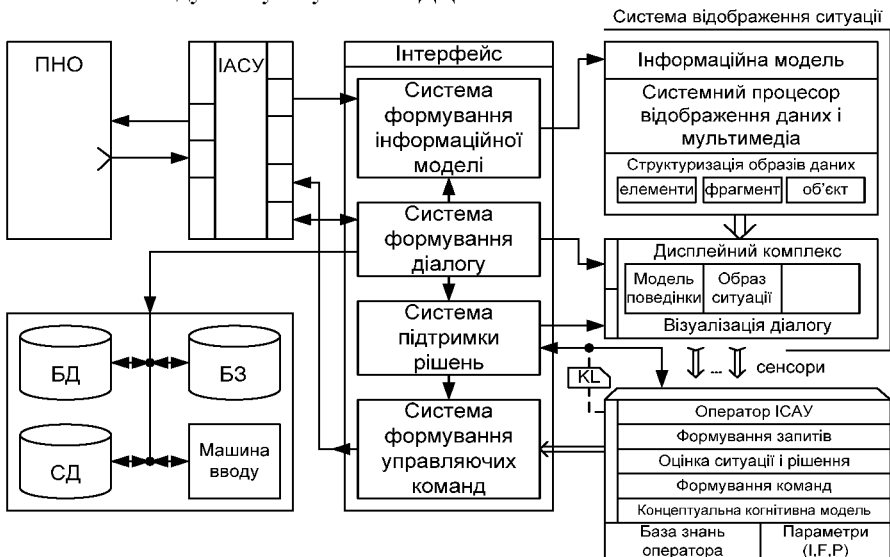 Система відображення ситуації
ПНО
ІАСУ
Інтерфейс
Система
формування
інформаційної
моделі
Система
формування
діалогу
Система
підтримки
рішень
Система
формування
управляючих
команд
Інформаційна модель
Системний процесор
відображення даних і
мультимедіа
Структуризація образів даних
елементи
фрагмент
об'єкт
Дисплейний комплекс
Модель
поведінки
Образ
ситуації
Візуалізація діалогу
... сенсори
KL
БД
БЗ
СД
Машина
вводу
Оператор ІСАУ
Формування запитів
Оцінка ситуації і рішення
Формування команд
Концептуальна когнітивна модель
База знань
оператора
Параметри
(I,F,P)